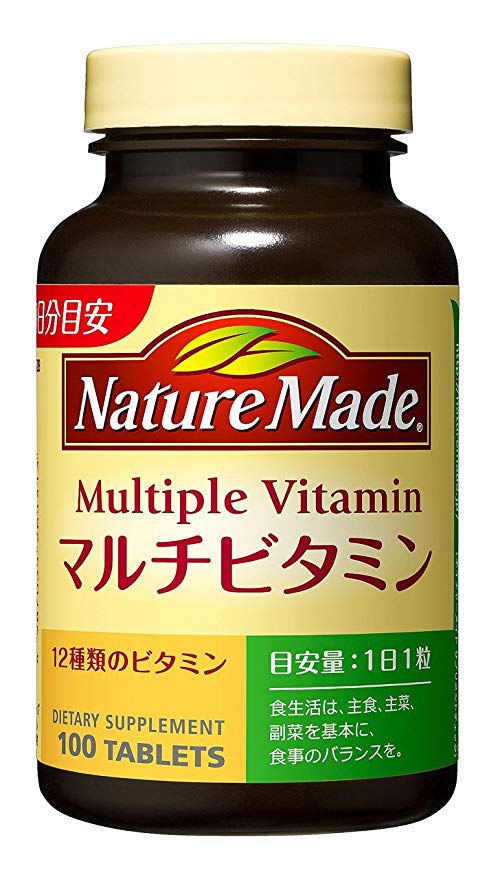 日分目安
Nature Made®
Multiple Vitamin
マルチビタミン
12種類のビタミン
DIETARY SUPPLEMENT
100 TABLETS
目安量：1日1粒
食生活は、主食、主菜、
副菜を基本に、
食事のバランスを。